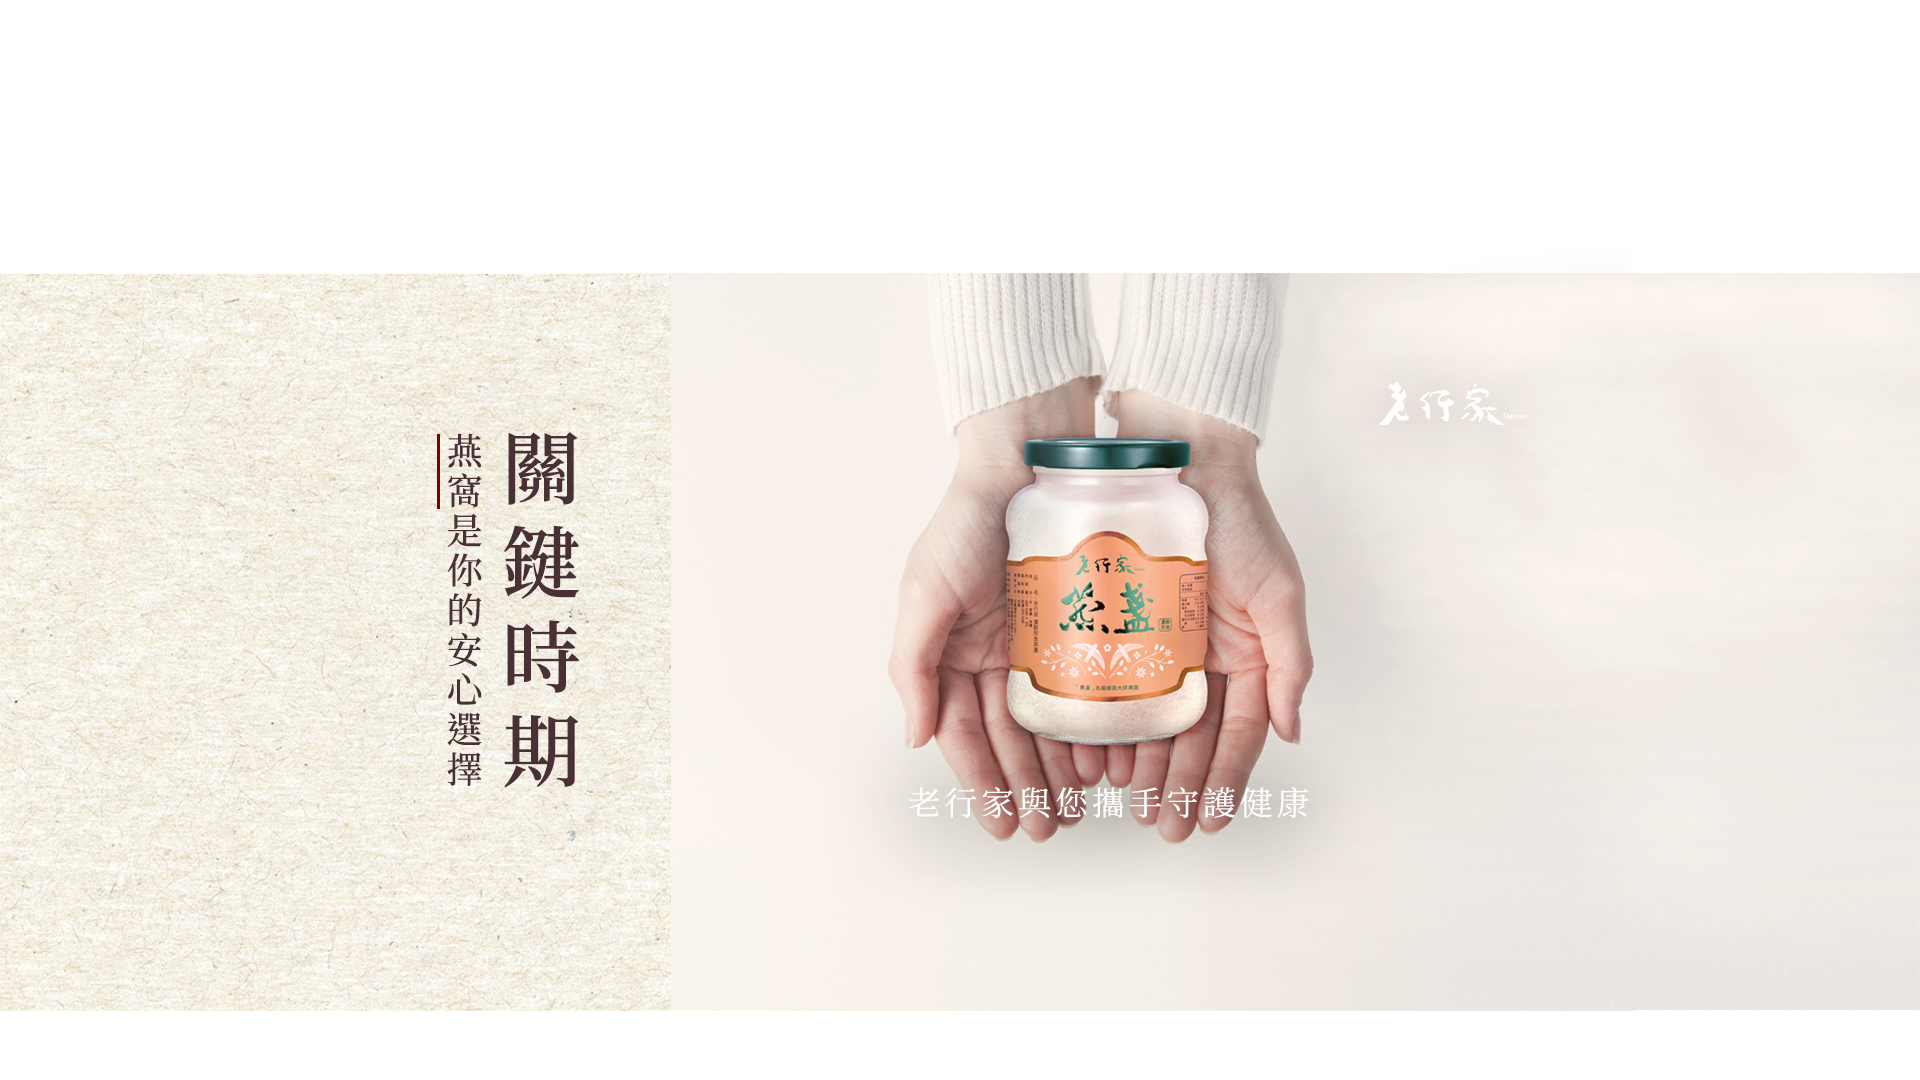 關鍵時期
燕窩是你的安心選擇
老行家 Taiwan
老行家
燕盞
老行家與您攜手守護健康